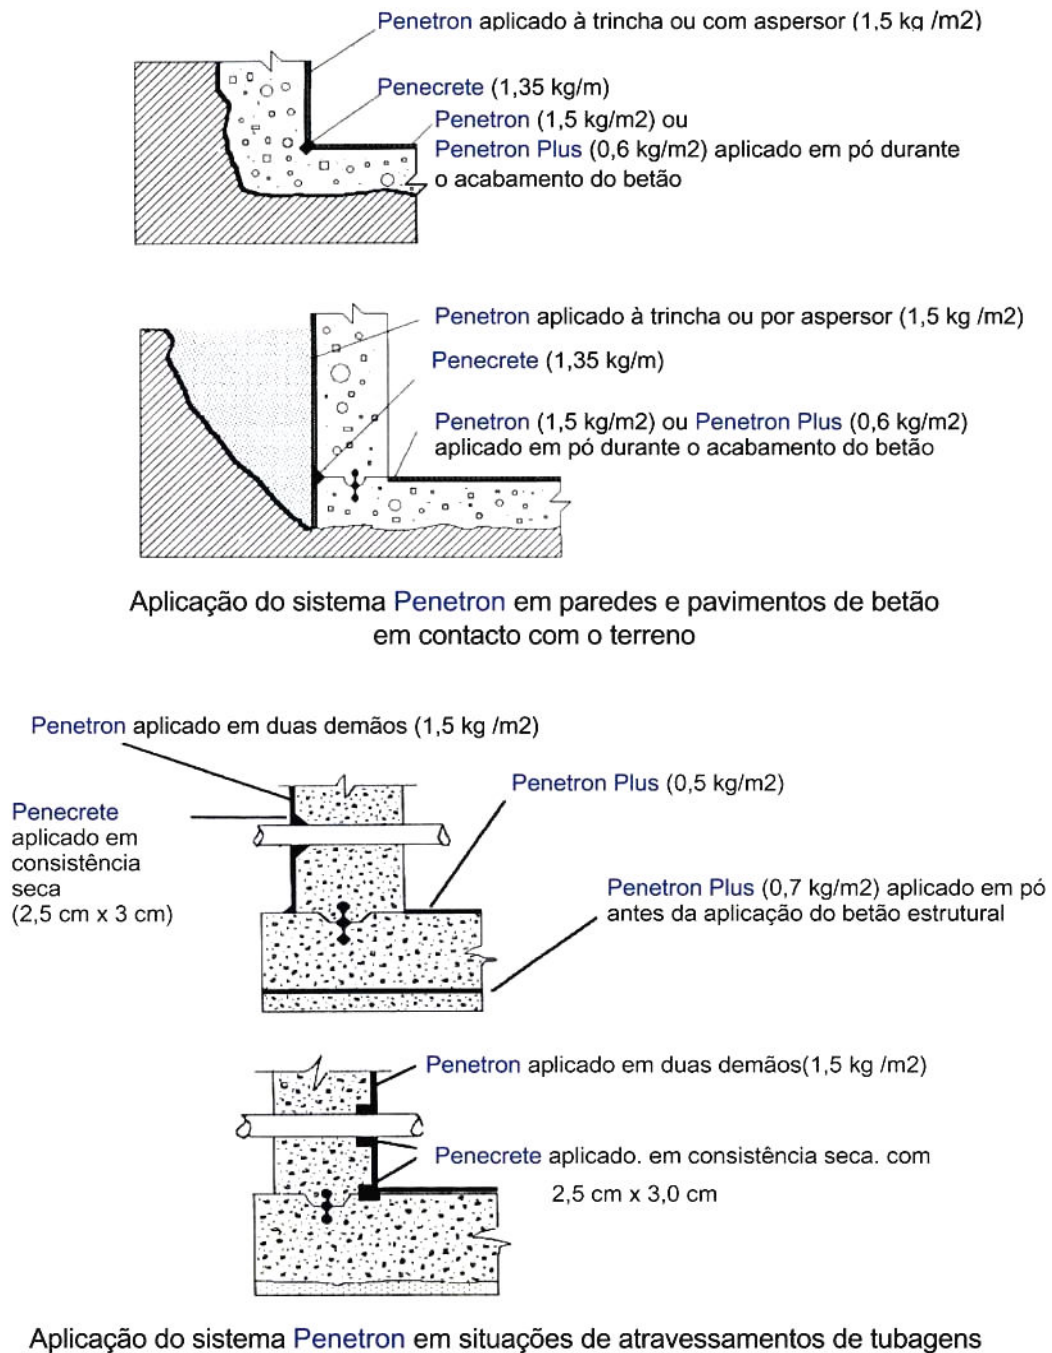 Penetron aplicado à trincha ou com aspersor (1,5 kg /m2)
Penecrete (1,35 kg/m)
Penetron (1,5 kg/m2) ou
Penetron Plus (0,6 kg/m2) aplicado em pó durante
o acabamento do betão
Penetron aplicado à trincha ou por aspersor (1,5 kg /m2)
Penecrete (1,35 kg/m)
Penetron (1,5 kg/m2) ou Penetron Plus (0,6 kg/m2)
aplicado em pó durante o acabamento do betão
Aplicação do sistema Penetron em paredes e pavimentos de betão
em contacto com o terreno
Penetron aplicado em duas demãos (1,5 kg /m2)
Penecrete
aplicado em
consistência
seca
(2,5 cm x 3 cm)
Penetron Plus (0,5 kg/m2)
Penetron Plus (0,7 kg/m2) aplicado em pó
antes da aplicação do betão estrutural
Penetron aplicado em duas demãos(1,5 kg /m2)
Penecrete aplicado. em consistência seca. com
2,5 cm x 3,0 cm
Aplicação do sistema Penetron em situações de atravessamentos de tubagens